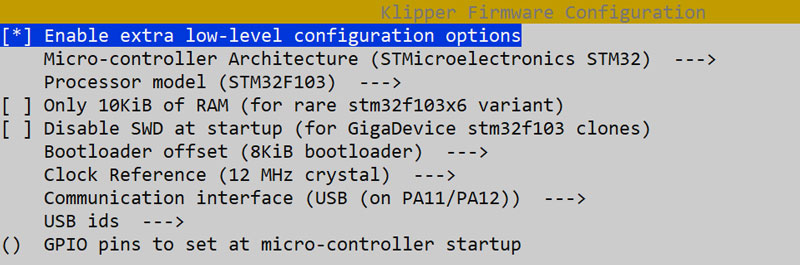 Klipper Firmware Configuration
[*] Enable extra low-level configuration options
Micro-controller Architecture (STMicroelectronics STM32) --->
Processor model (STM32F103) --->
[ ] Only 10KiB of RAM (for rare stm32f103x6 variant)
[ ] Disable SWD at startup (for GigaDevice stm32f103 clones)
Bootloader offset (8KiB bootloader) --->
Clock Reference (12 MHz crystal) --->
Communication interface (USB (on PA11/PA12)) --->
USB ids --->
() GPIO pins to set at micro-controller startup